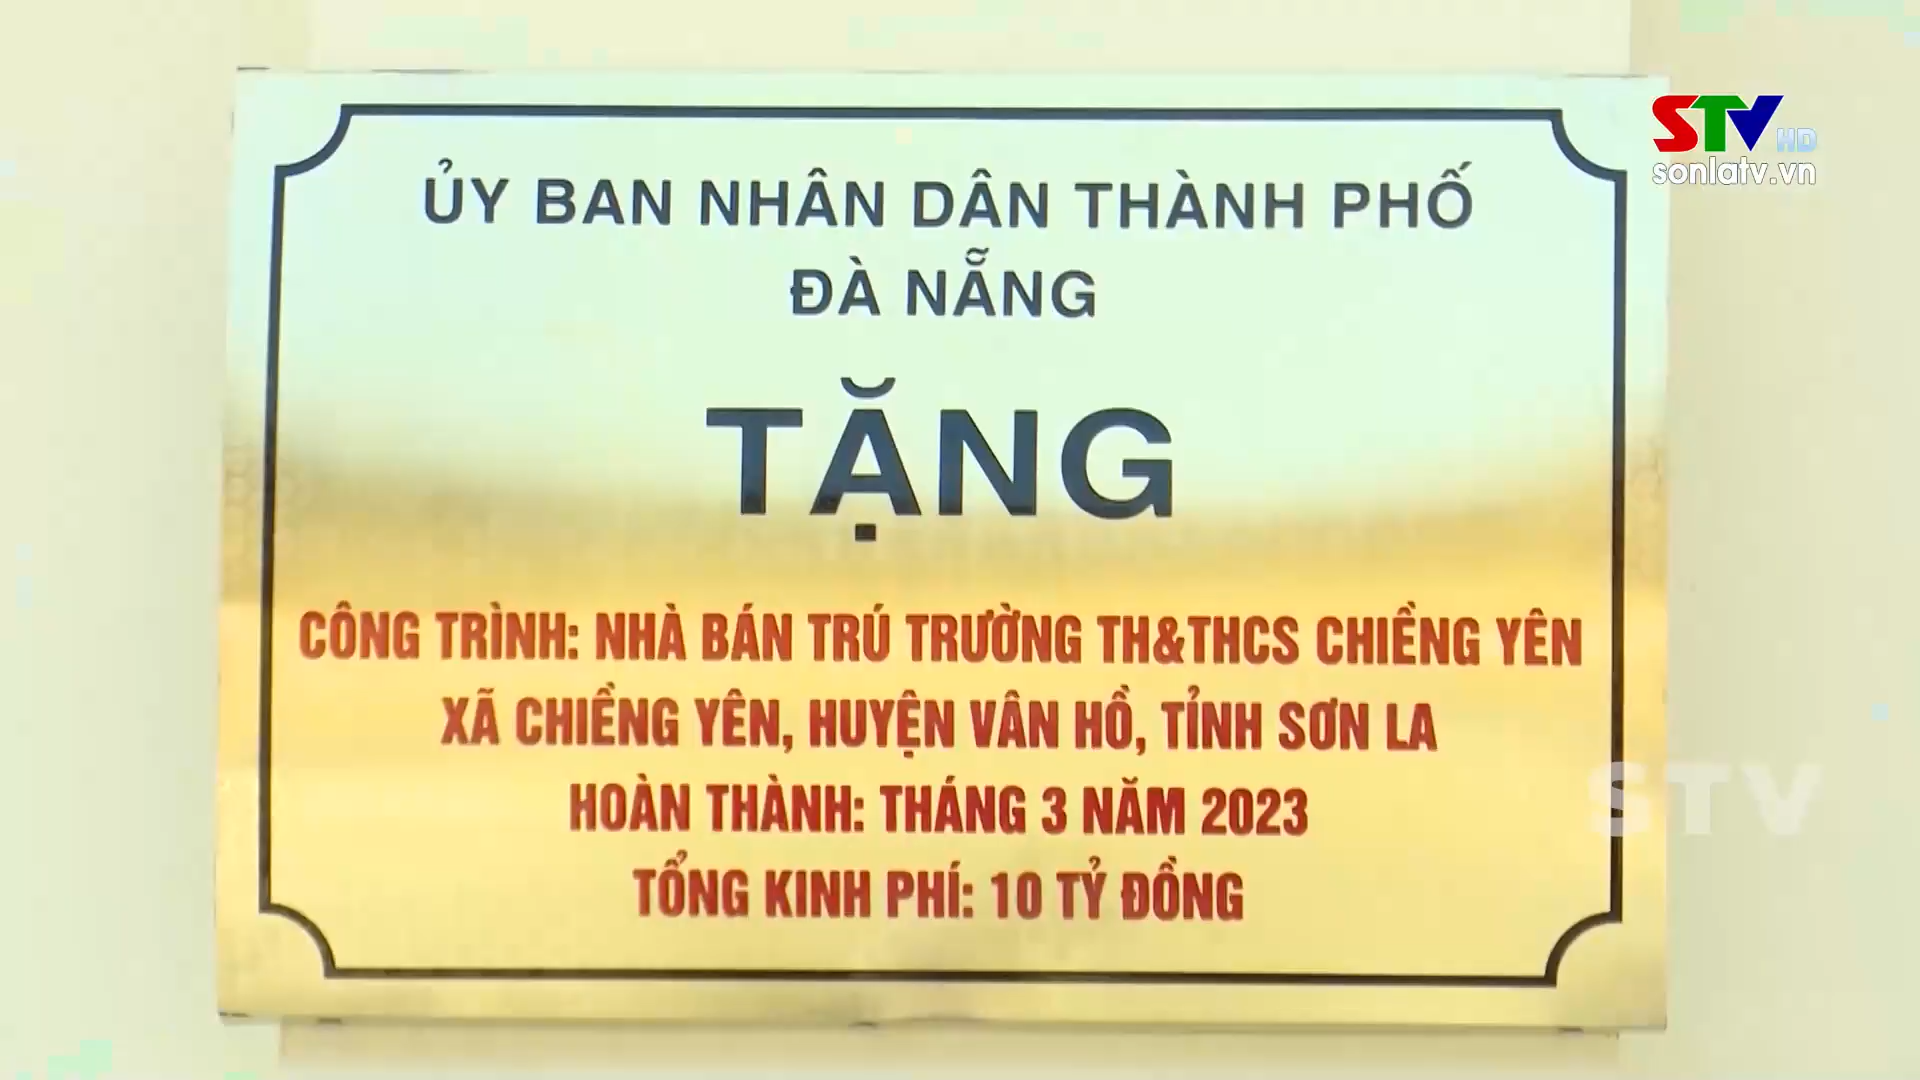 STV HD
sonlatv.vn
ỦY BAN NHÂN DÂN THÀNH PHỐ
ĐÀ NẴNG
TẶNG
CÔNG TRÌNH: NHÀ BÁN TRÚ TRƯỜNG TH&THCS CHIỀNG YÊN
XÃ CHIỀNG YÊN, HUYỆN VÂN HỒ, TỈNH SƠN LA
HOÀN THÀNH: THÁNG 3 NĂM 2023
TỔNG KINH PHÍ: 10 TỶ ĐỒNG
STV